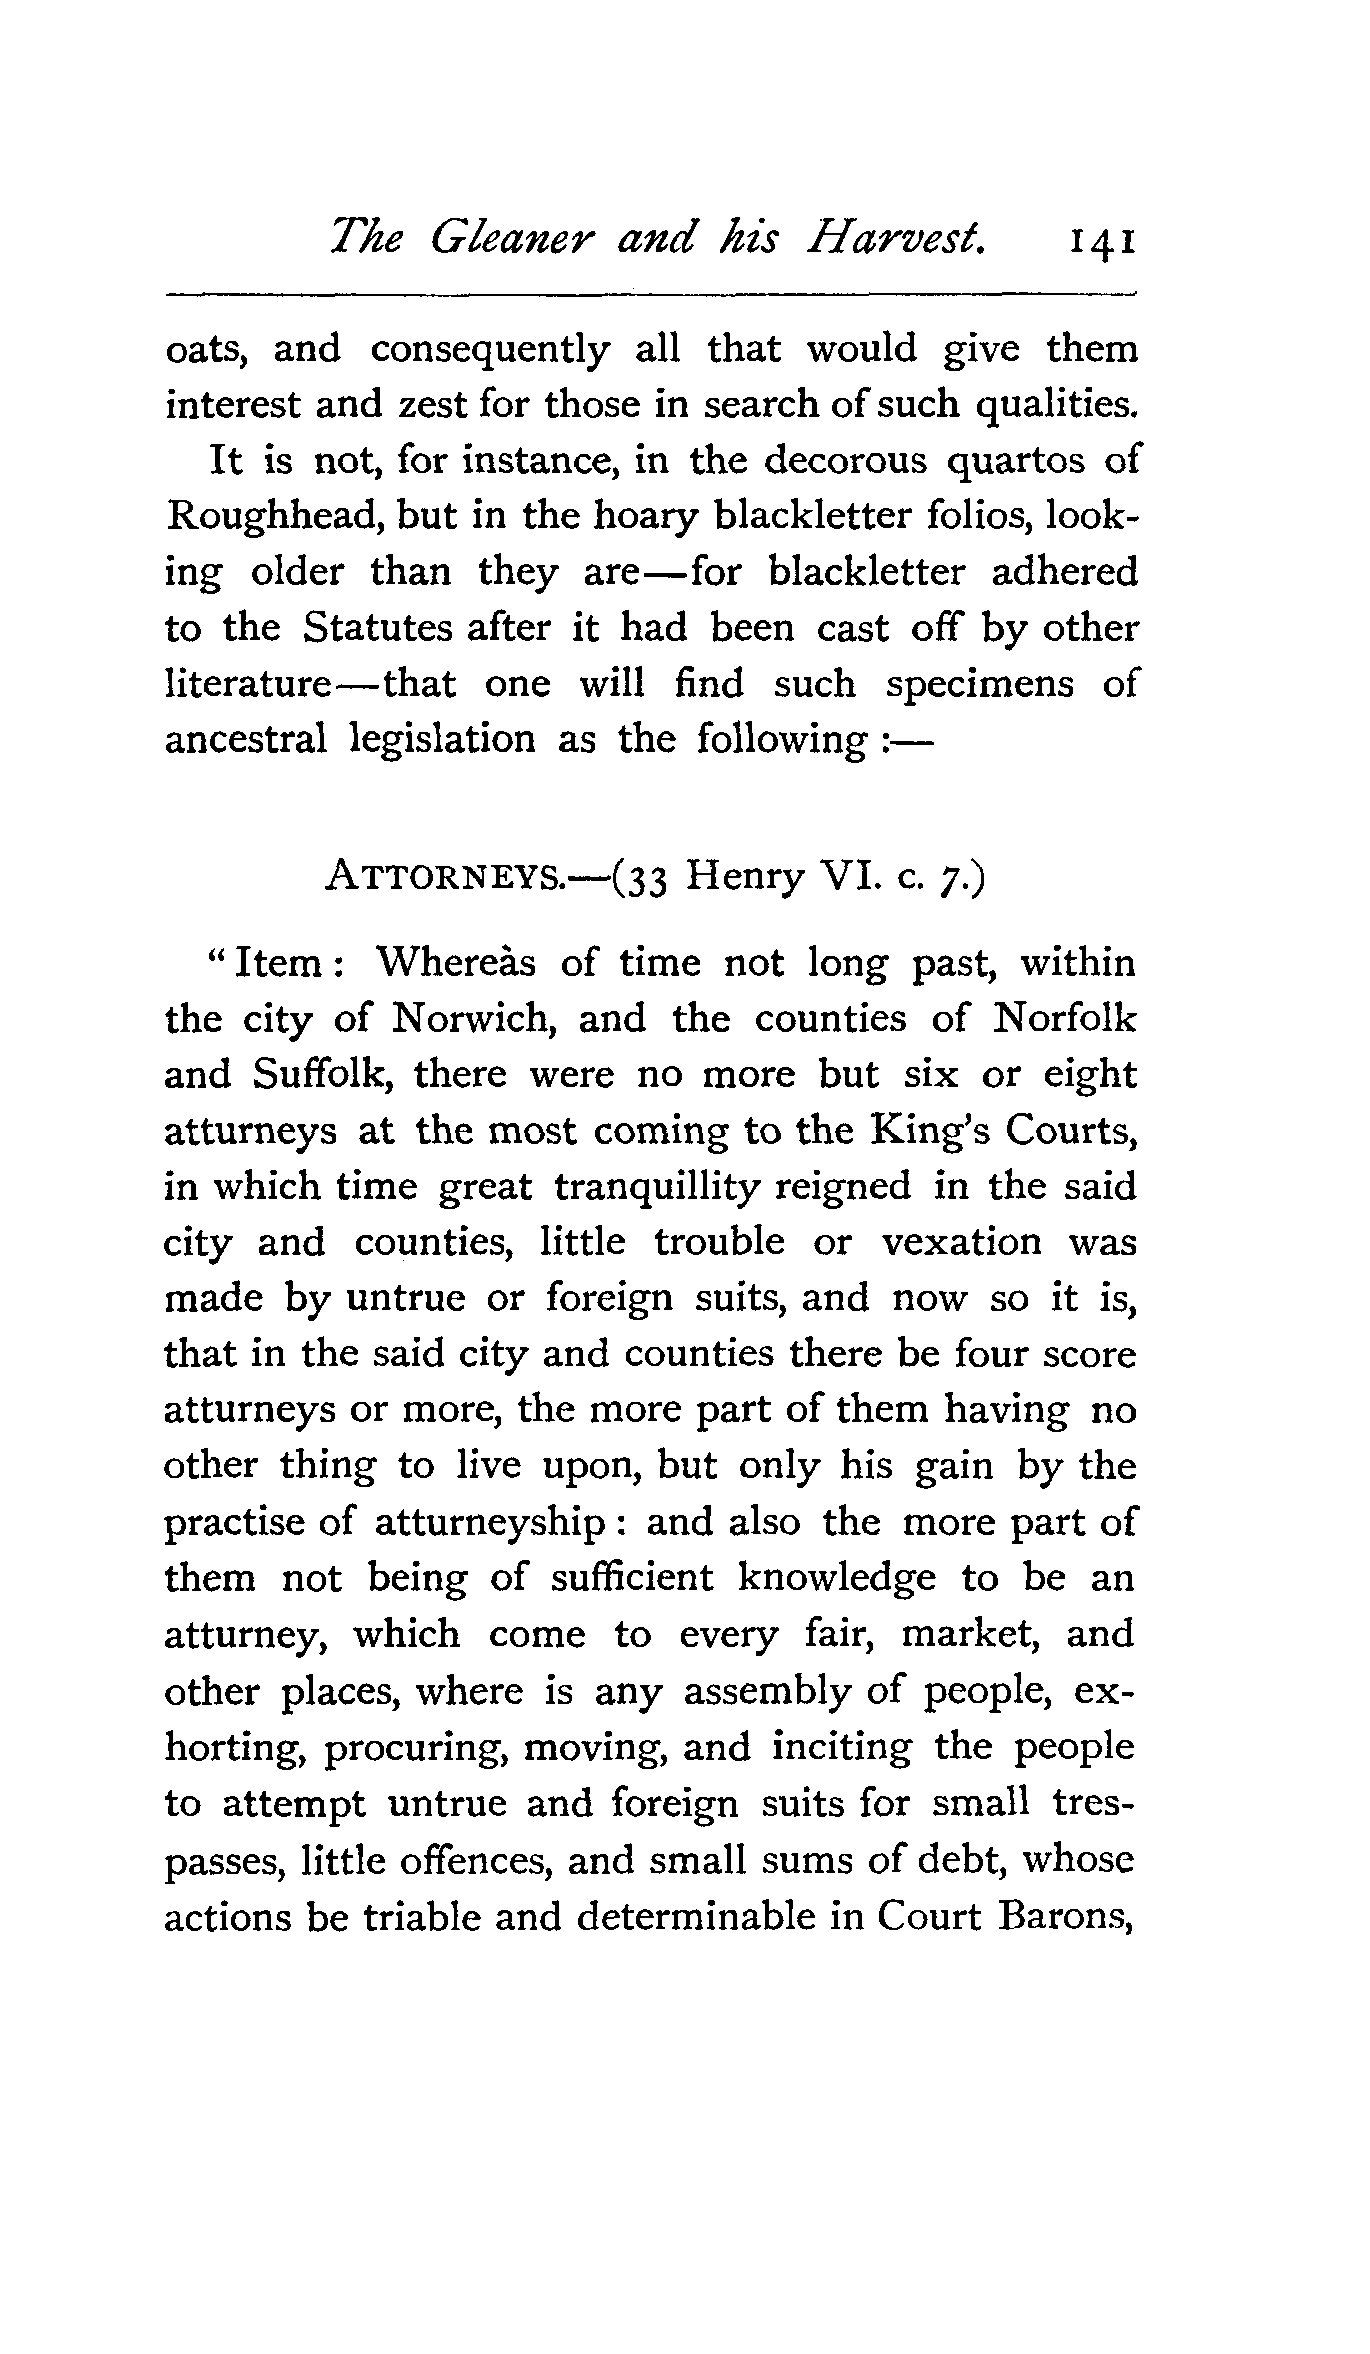 The Gleaner and his Harvest. 141
oats, and consequently all that would give them
interest and zest for those in search of such qualities.
It is not, for instance, in the decorous quartos of
Roughhead, but in the hoary blackletter folios, look-
ing older than they are—for blackletter adhered
to the Statutes after it had been cast off by other
literature—that one will find such specimens of
ancestral legislation as the following :—
ATTORNEYS.—(33 Henry VI. c. 7.)
" Item : Whereàs of time not long past, within
the city of Norwich, and the counties of Norfolk
and Suffolk, there were no more but six or eight
atturneys at the most coming to the King's Courts,
in which time great tranquillity reigned in the said
city and counties, little trouble or vexation was
made by untrue or foreign suits, and now so it is,
that in the said city and counties there be four score
atturneys or more, the more part of them having no
other thing to live upon, but only his gain by the
practise of atturneyship : and also the more part of
them not being of sufficient knowledge to be an
atturney, which come to every fair, market, and
other places, where is any assembly of people, ex-
horting, procuring, moving, and inciting the people
to attempt untrue and foreign suits for small tres-
passes, little offences, and small sums of debt, whose
actions be triable and determinable in Court Barons,